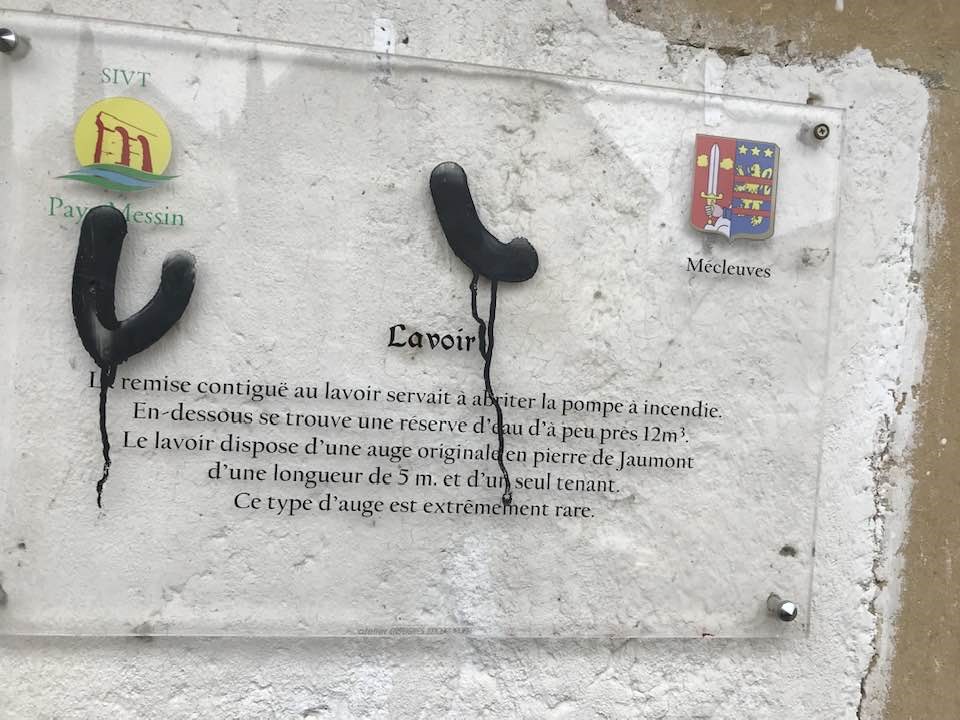 SIVT
Pays Messin
Mécleuves
Lavoir
La remise contiguë au lavoir servait à abriter la pompe à incendie.
En-dessous se trouve une réserve d'eau d'à peu près 12m³.
Le lavoir dispose d'une auge originale en pierre de Jaumont
d'une longueur de 5 m. et d'un seul tenant.
Ce type d'auge est extrêmement rare.